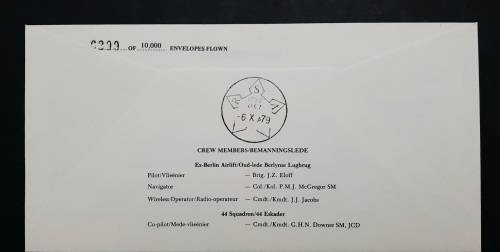 OF 10,000 ENVELOPES FLOWN
R S A
-6 X 79
CREW MEMBERS/BEMANNINGSLEDE
Ex-Berlin Airlift/Oud-lede Berlynse Lugbrug
Pilot/Vlieënier — Brig. J.Z. Eloff
Navigator — Col./Kol. P.M.J. McGregor SM
Wireless Operator/Radio-operateur — Cmdt./Kmdt. J.J. Jacobs
44 Squadron/44 Eskader
Co-pilot/Mede-vlieënier — Cmdt./Kmdt. G.H.N. Downer SM, JCD